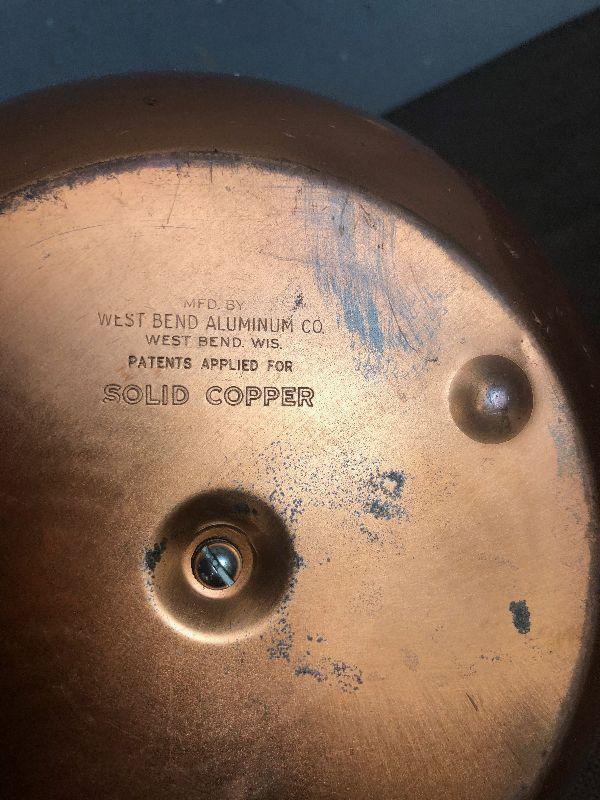 MFD. BY
WEST BEND ALUMINUM CO.
WEST BEND, WIS.
PATENTS APPLIED FOR
SOLID COPPER